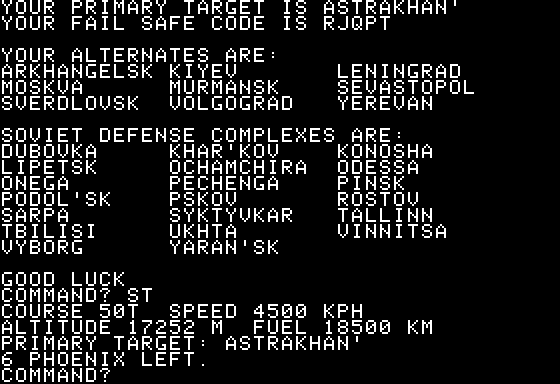 YOUR PRIMARY TARGET IS ASTRAKHAN'
YOUR FAIL SAFE CODE IS RJQPT
YOUR ALTERNATES ARE:
ARKHANGELSK KIYEV LENINGRAD
MOSKVA MURMANSK SEVASTOPOL
SVERDLOVSK VOLGOGRAD YEREVAN
SOVIET DEFENSE COMPLEXES ARE:
DUBOVKA KHAR'KOV KONOSHA
LIPETSK OCHAMCHIRA ODESSA
ONEGA PECHENGA PINSK
PODOL'SK PSKOV ROSTOV
SARPA SYKTYVKAR TALLINN
TBILISI UKHTA VINNITSA
VYBORG YARAN'SK
GOOD LUCK
COMMAND? ST
COURSE 50T SPEED 4500 KPH
ALTITUDE 17252 M FUEL 18500 KM
PRIMARY TARGET: ASTRAKHAN'
6 PHOENIX LEFT.
COMMAND?